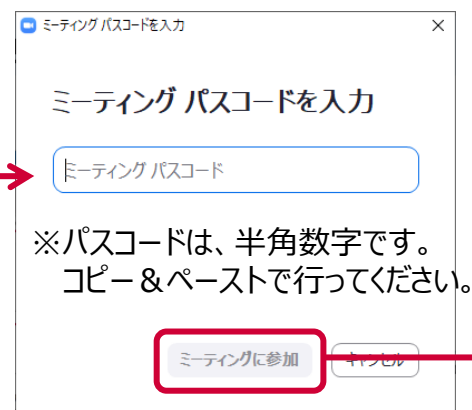 ミーティング パスコードを入力
ミーティング パスコードを入力
ミーティング パスコード
※パスコードは、半角数字です。
コピー＆ペーストで行ってください。
ミーティングに参加
キャンセル